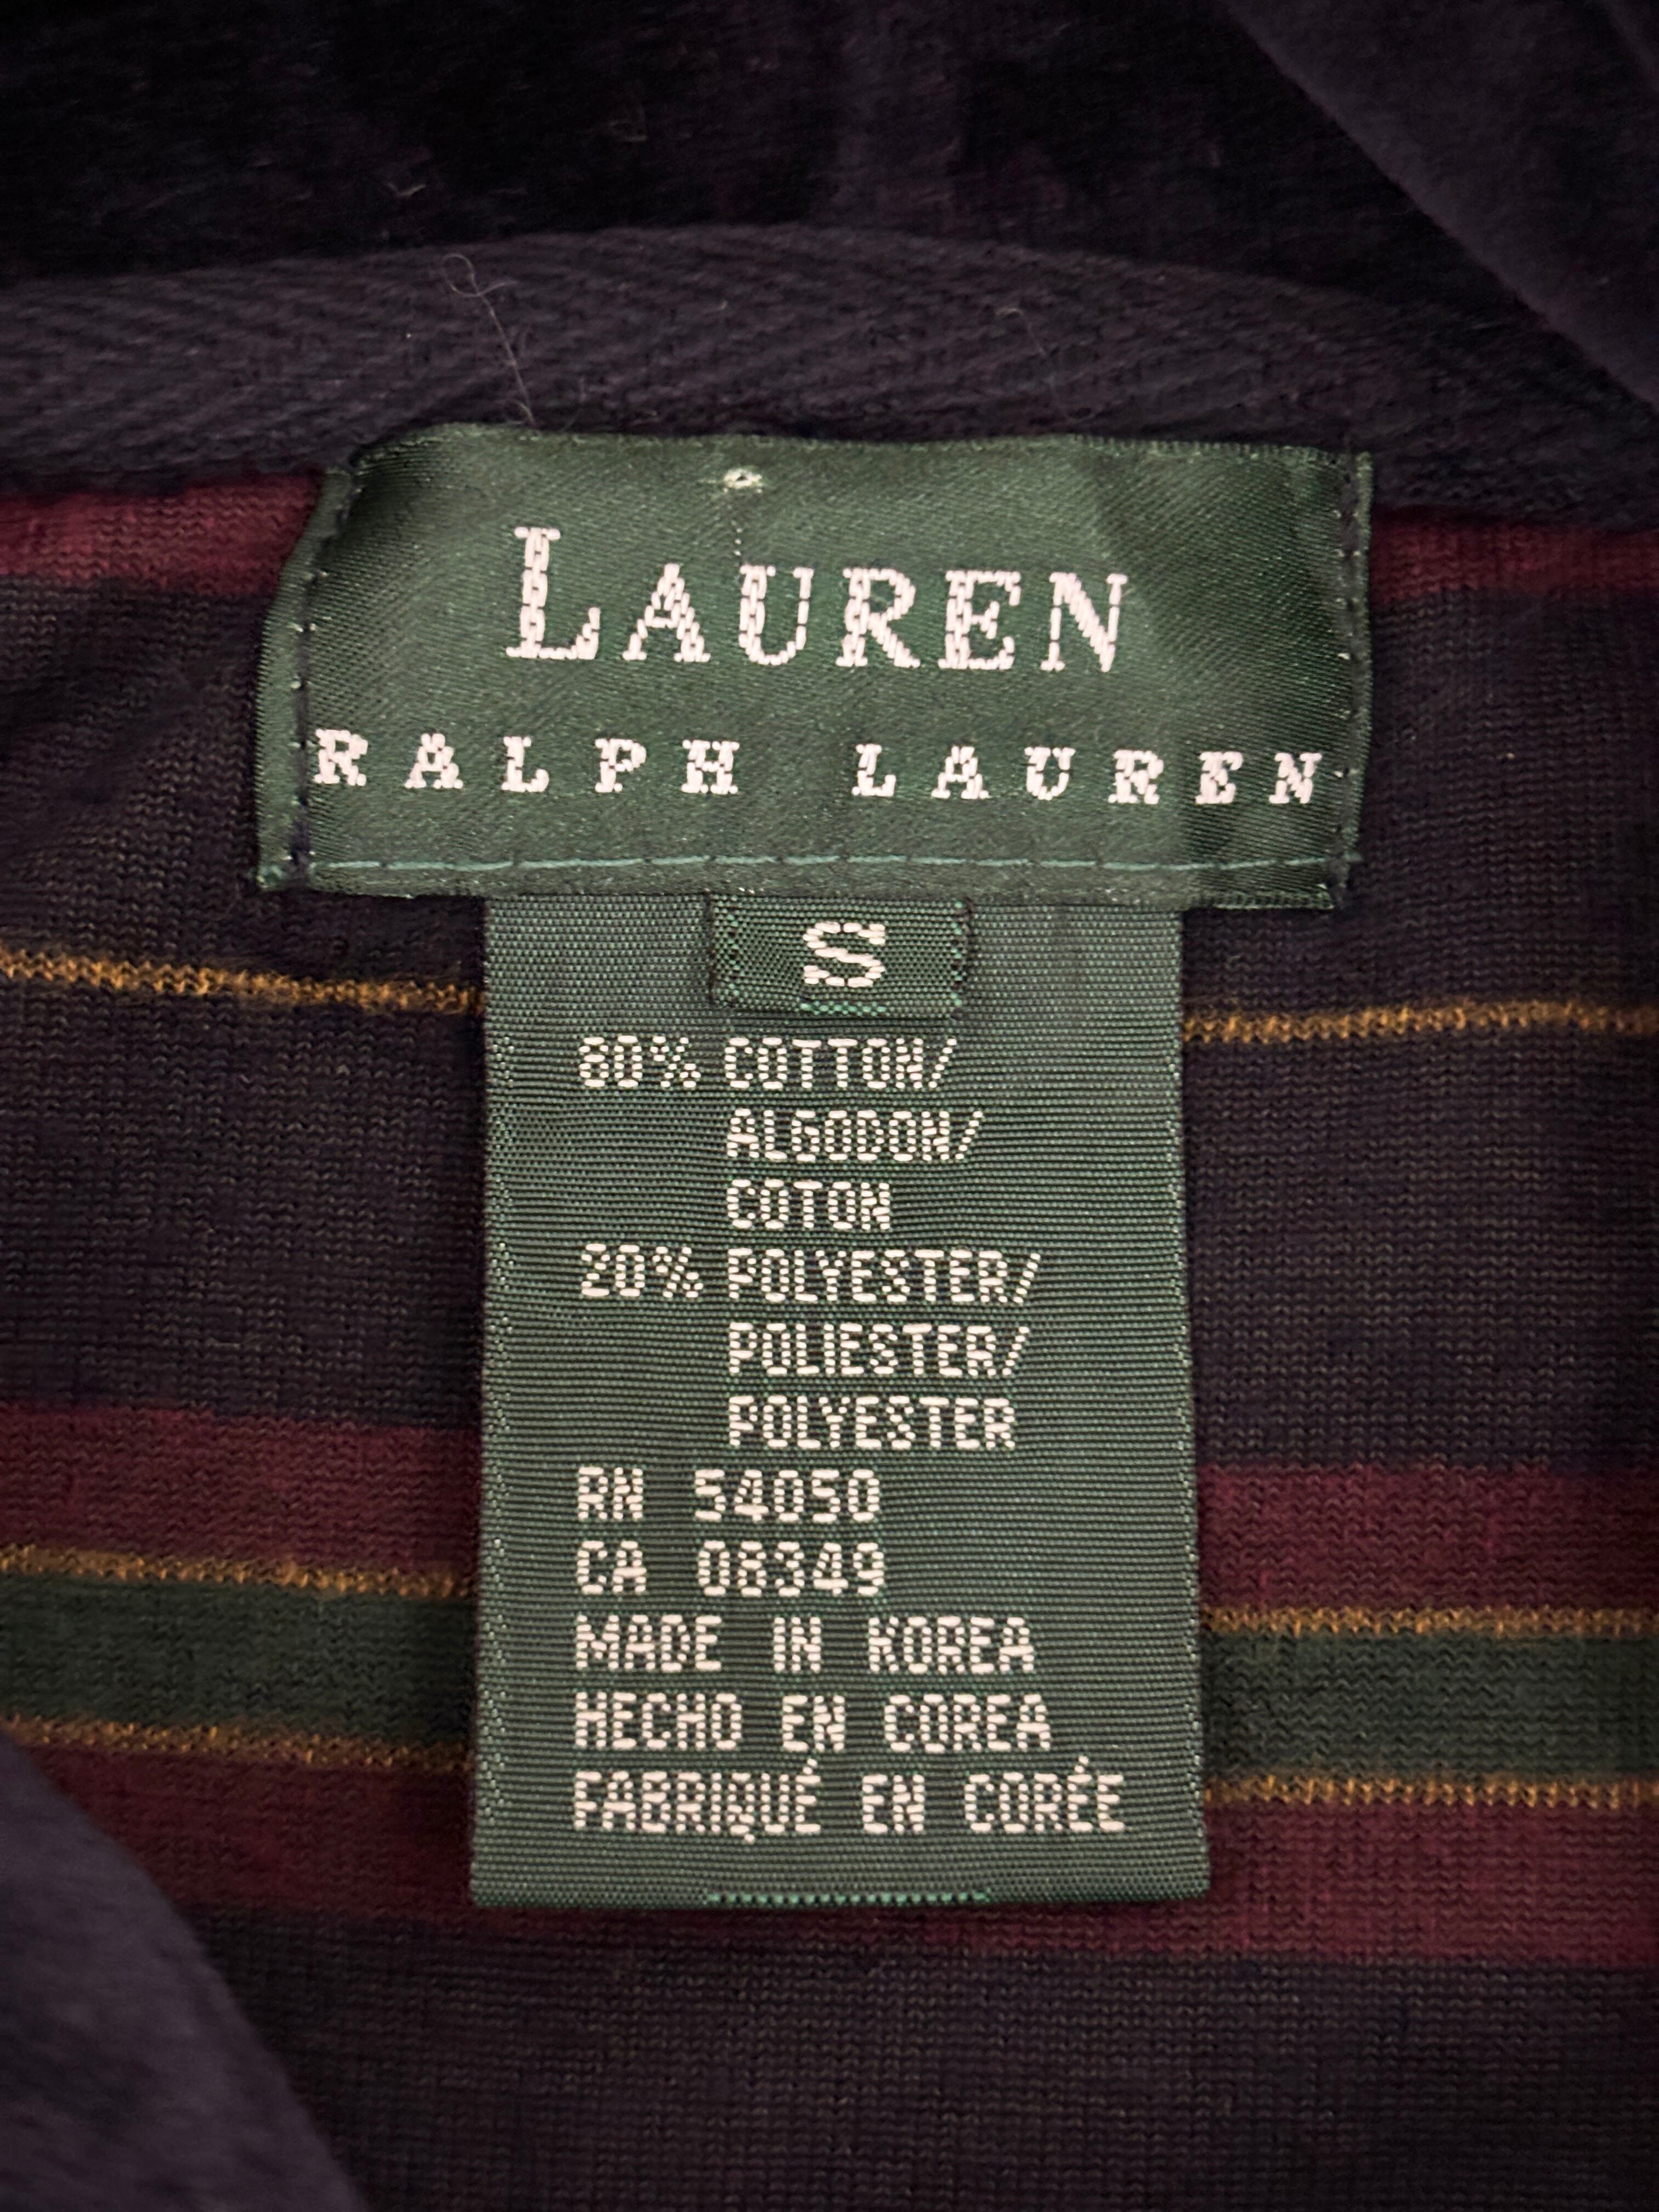 LAUREN
RALPH LAUREN
S
80% COTTON/
ALGODON/
COTON
20% POLYESTER/
POLIESTER/
POLYESTER
RN 54050
CA 08349
MADE IN KOREA
HECHO EN COREA
FABRIQUÉ EN CORÉE